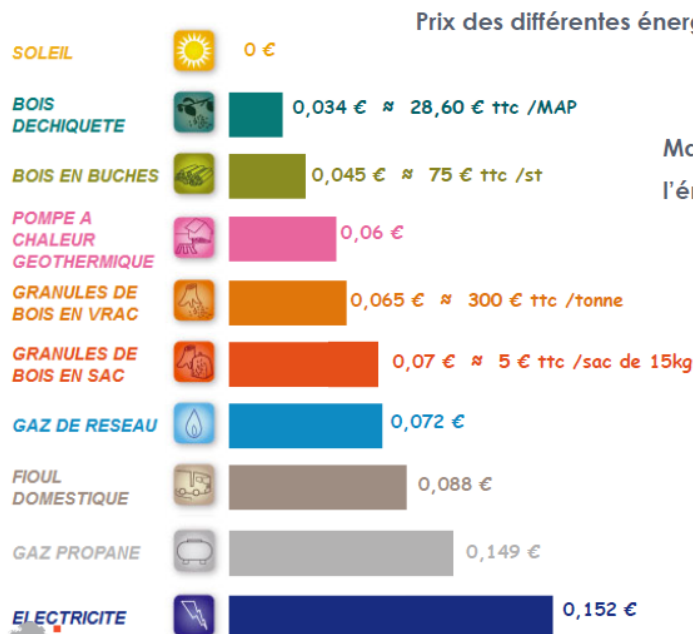 Prix des différentes
SOLEIL 0 €
BOIS
DECHIQUETE 0,034 € ≈ 28,60 € ttc /MAP
BOIS EN BUCHES 0,045 € ≈ 75 € ttc /st
POMPE A
CHALEUR
GEOTHERMIQUE 0,06 €
GRANULES DE
BOIS EN VRAC 0,065 € ≈ 300 € ttc /tonne
GRANULES DE
BOIS EN SAC 0,07 € ≈ 5 € ttc /sac de 15kg
GAZ DE RESEAU 0,072 €
FIOUL
DOMESTIQUE 0,088 €
GAZ PROPANE 0,149 €
ELECTRICITE 0,152 €